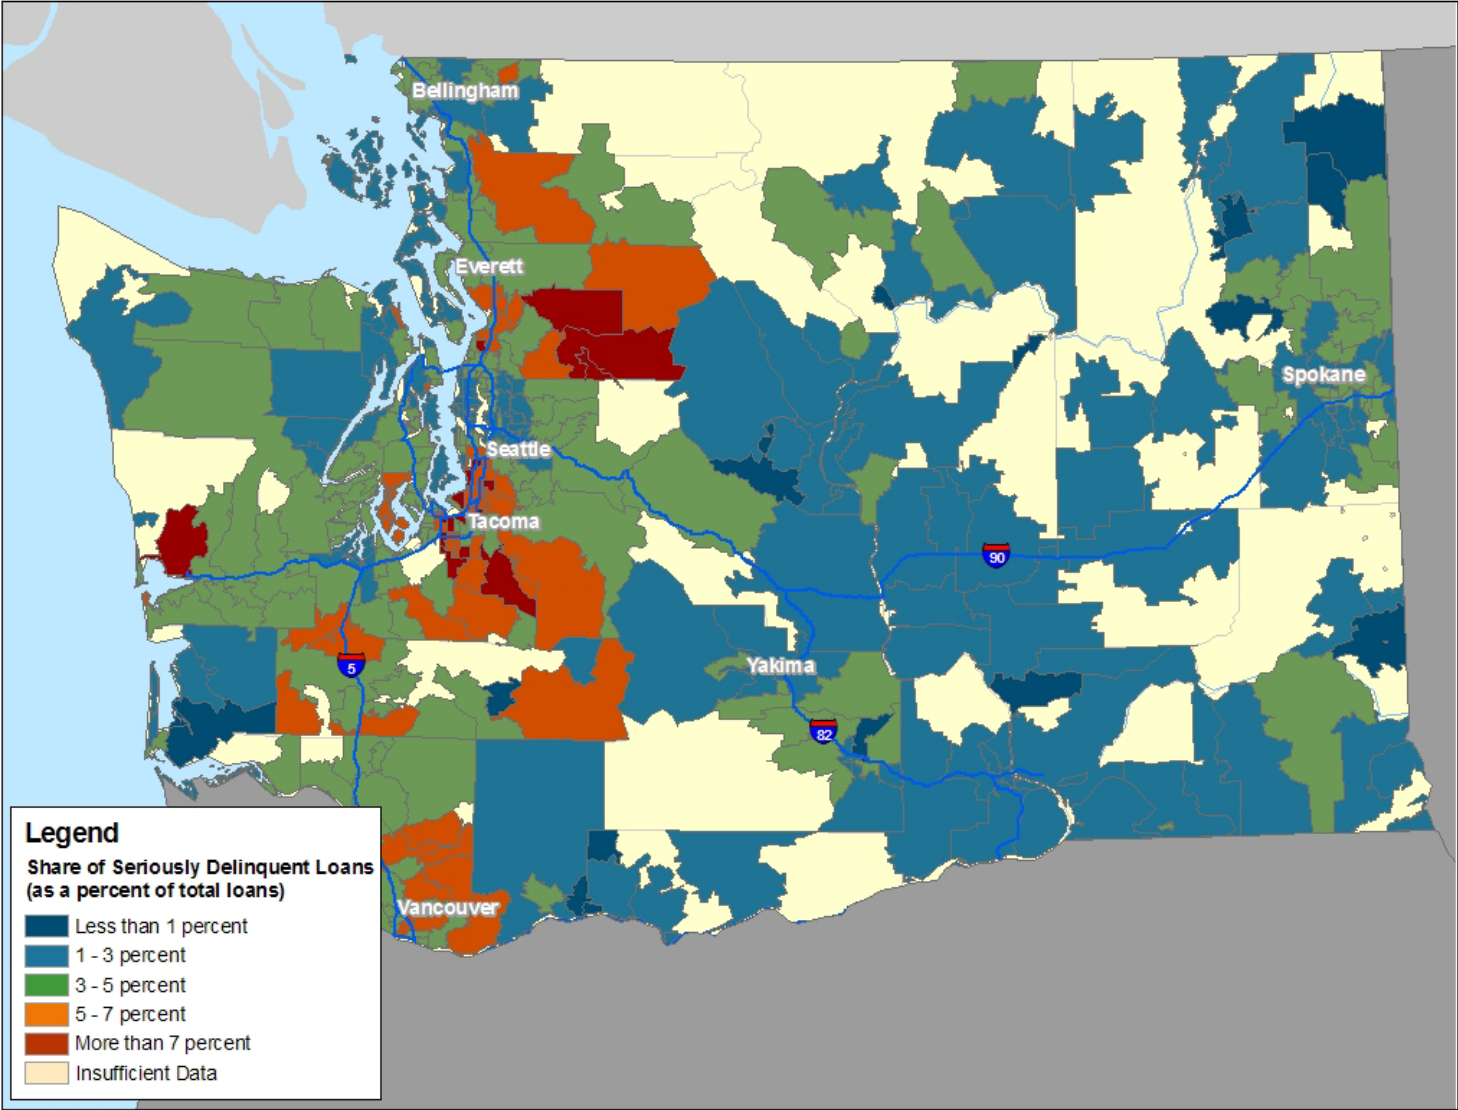 Bellingham
Everett
Spokane
Seattle
Tacoma
90
5
Yakima
82
Vancouver
Legend
Share of Seriously Delinquent Loans
(as a percent of total loans)
Less than 1 percent
1 - 3 percent
3 - 5 percent
5 - 7 percent
More than 7 percent
Insufficient Data